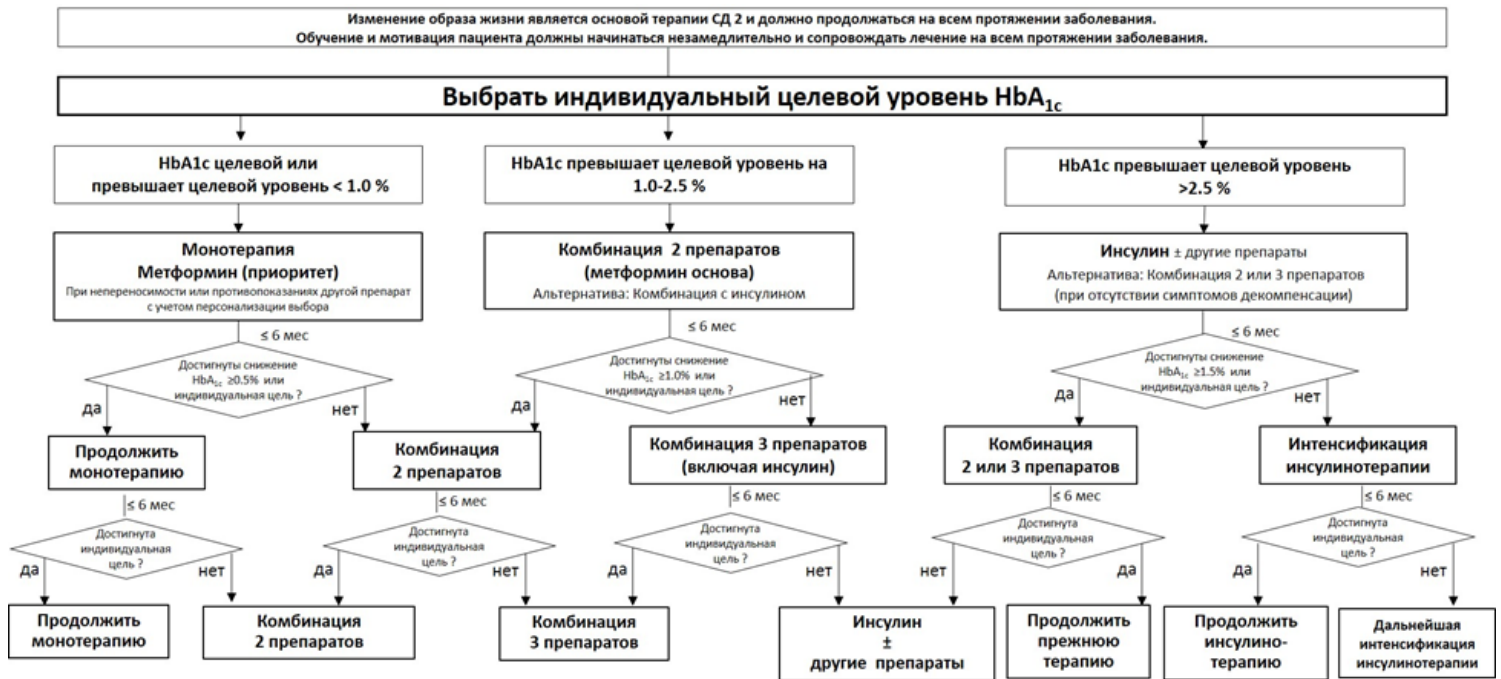 Изменение образа жизни является основой терапии СД 2 и должно продолжаться на всем протяжении заболевания.
Обучение и мотивация пациента должны начинаться незамедлительно и сопровождать лечение на всем протяжении заболевания.
Выбрать индивидуальный целевой уровень HbA1c
HbA1c целевой или
превышает целевой уровень < 1.0 %
HbA1c превышает целевой уровень на
1.0-2.5 %
HbA1c превышает целевой уровень
>2.5 %
Монотерапия
Метформин (приоритет)
При непереносимости или противопоказаниях другой препарат
с учетом персонализации выбора
Комбинация 2 препаратов
(метформин основа)
Альтернатива: Комбинация с инсулином
Инсулин ± другие препараты
Альтернатива: Комбинация 2 или 3 препаратов
(при отсутствии симптомов декомпенсации)
≤ 6 мес
≤ 6 мес
≤ 6 мес
Достигнуты снижение
HbA1c ≥0.5% или
индивидуальная цель ?
Достигнуты снижение
HbA1c ≥1.0% или
индивидуальная цель ?
Достигнуты снижение
HbA1c ≥1.5% или
индивидуальная цель ?
да
нет
да
нет
да
нет
Продолжить
монотерапию
Комбинация
2 препаратов
Комбинация 3 препаратов
(включая инсулин)
Комбинация
2 или 3 препаратов
Интенсификация
инсулинотерапии
≤ 6 мес
≤ 6 мес
≤ 6 мес
≤ 6 мес
≤ 6 мес
Достигнута
индивидуальная
цель ?
Достигнута
индивидуальная
цель ?
Достигнута
индивидуальная
цель ?
Достигнута
индивидуальная
цель ?
Достигнута
индивидуальная
цель ?
да
нет
да
нет
да
нет
нет
да
да
нет
Продолжить
монотерапию
Комбинация
2 препаратов
Комбинация
3 препаратов
Инсулин
±
другие препараты
Продолжить
прежнюю
терапию
Продолжить
инсулино-
терапию
Дальнейшая
интенсификация
инсулинотерапии